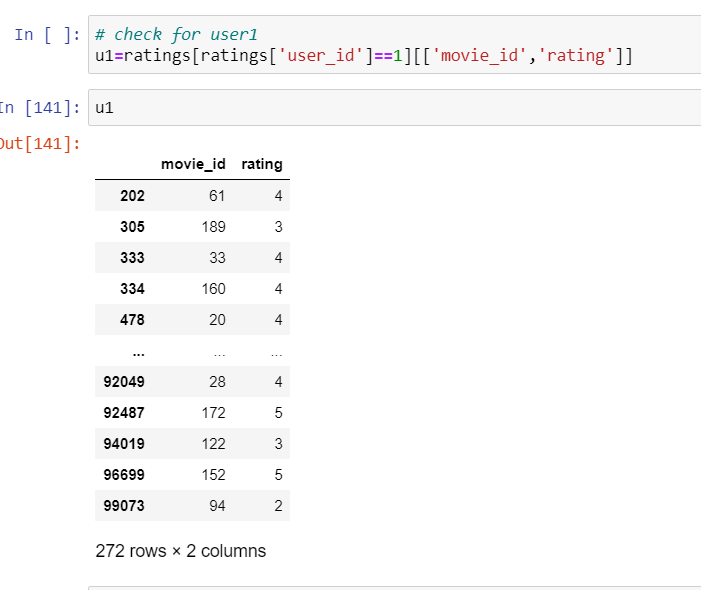 In [ ]: # check for user1
u1=ratings[ratings['user_id']==1][['movie_id','rating']]
In [141]: u1
Out[141]:
movie_id rating
202 61 4
305 189 3
333 33 4
334 160 4
478 20 4
... ... ...
92049 28 4
92487 172 5
94019 122 3
96699 152 5
99073 94 2
272 rows × 2 columns